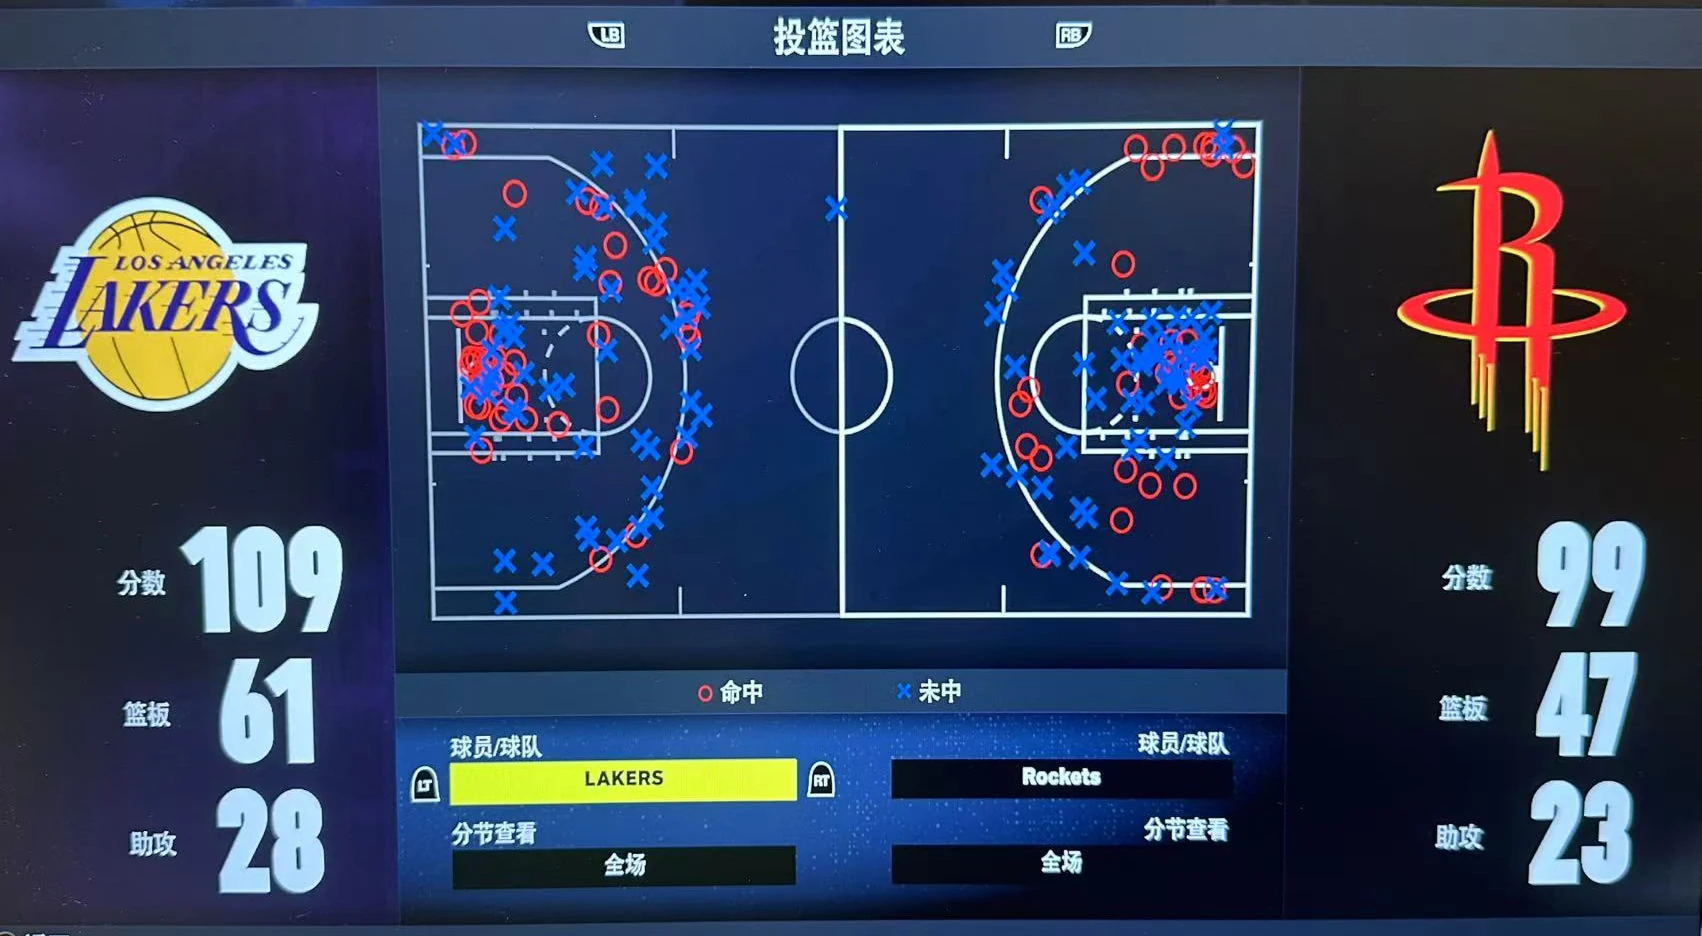 LB 投篮图表 RB
LOS ANGELES
LAKERS
R
分数 109
篮板 61
助攻 28
分数 99
篮板 47
助攻 23
命中 未中
球员/球队 球员/球队
LT LAKERS RT Rockets
分节查看 分节查看
全场 全场